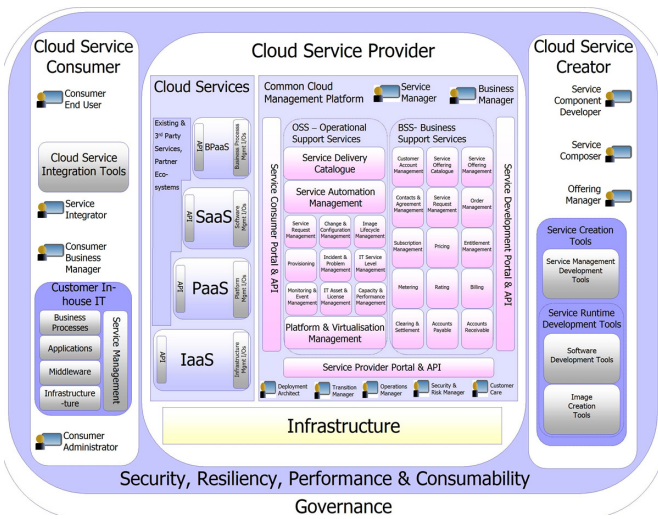 Cloud Service
Consumer
Consumer
End User
Cloud Service
Integration Tools
Service
Integrator
Consumer
Business
Manager
Customer In-
house IT
Business
Processes
Applications
Middleware
Infrastruc
-ture
Service Management
Consumer
Administrator
Cloud Service Provider
Cloud Services
Existing &
3rd Party
Services,
Partner
Eco-
systems
API
BPaaS
Business Process
Mgmt I/Os
API
SaaS
Software
Mgmt I/Os
API
PaaS
Platform
Mgmt I/Os
API
IaaS
Infrastructure
Mgmt I/Os
Common Cloud
Management Platform
Service
Manager
Business
Manager
Service Consumer Portal & API
OSS – Operational
Support Services
Service Delivery
Catalogue
Service Automation
Management
Service
Request
Management
Change &
Configuration
Management
Image
Lifecycle
Management
Provisioning
Incident &
Problem
Management
IT Service
Level
Management
Monitoring &
Event
Management
IT Asset &
License
Management
Capacity &
Performance
Management
Platform & Virtualisation
Management
BSS- Business
Support Services
Customer
Account
Management
Service
Offering
Catalogue
Service
Offering
Management
Contacts &
Agreement
Management
Service
Request
Management
Order
Management
Subscription
Management
Pricing
Entitlement
Management
Metering
Rating
Billing
Clearing &
Settlement
Accounts
Payable
Accounts
Receivable
Service Development Portal & API
Service Provider Portal & API
Deployment
Architect
Transition
Manager
Operations
Manager
Security &
Risk Manager
Customer
Care
Infrastructure
Cloud Service
Creator
Service
Component
Developer
Service
Composer
Offering
Manager
Service Creation
Tools
Service Management
Development
Tools
Service Runtime
Development Tools
Software
Development Tools
Image
Creation
Tools
Security, Resiliency, Performance & Consumability
Governance